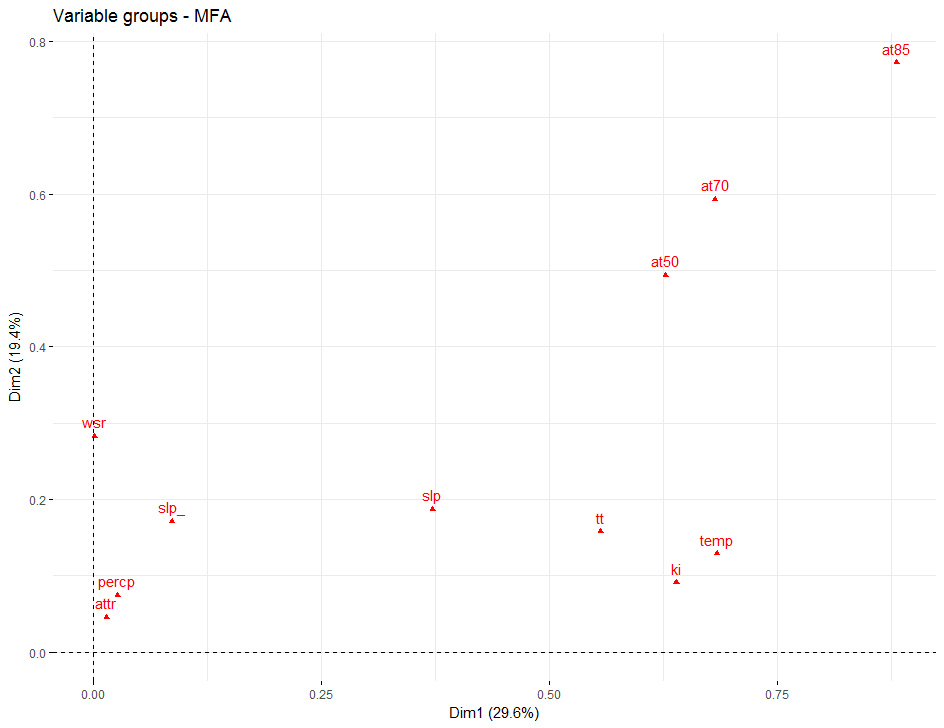 Variable groups - MFA
at85
0.8
at70
0.6
at50
Dim2 (19.4%)
0.4
wsr
slp
0.2
slp_
tt
temp
ki
percp
attr
0.0
0.00
0.25
0.50
0.75
Dim1 (29.6%)